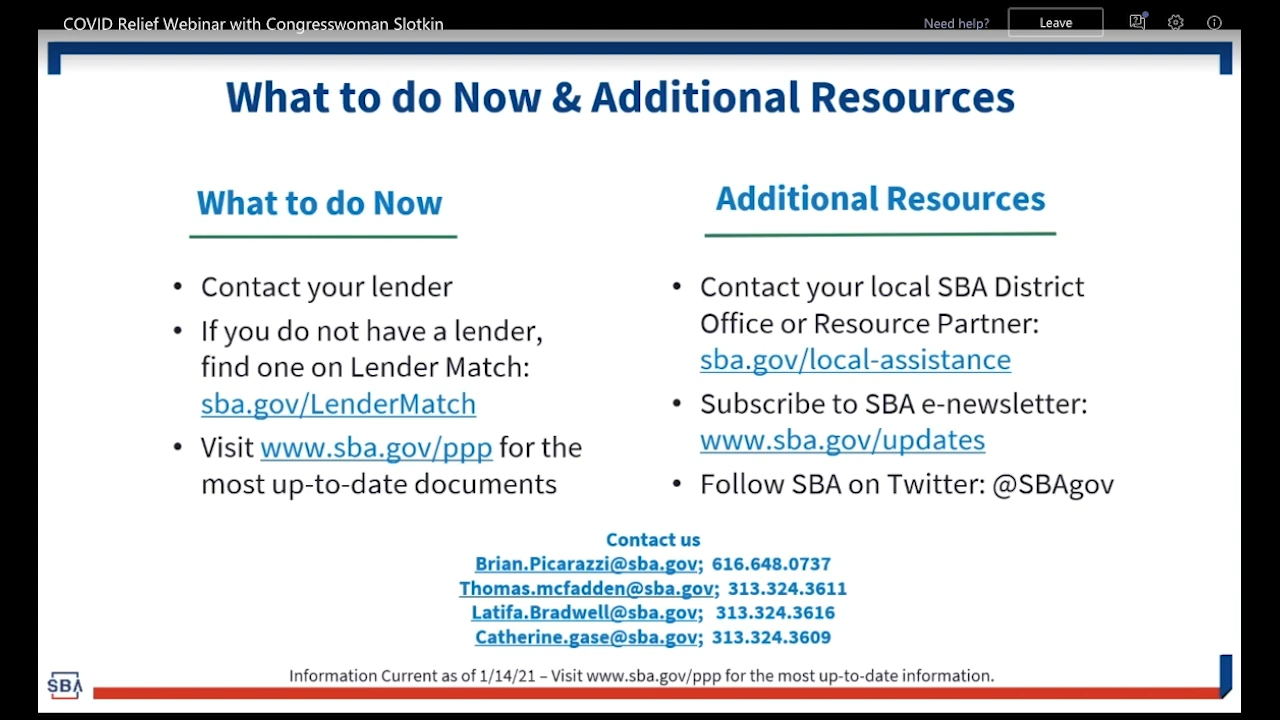 COVID Relief Webinar with Congresswoman Slotkin
Need help?
Leave
What to do Now & Additional Resources
What to do Now
• Contact your lender
• If you do not have a lender,
find one on Lender Match:
sba.gov/LenderMatch
• Visit www.sba.gov/ppp for the
most up-to-date documents
Additional Resources
• Contact your local SBA District
Office or Resource Partner:
sba.gov/local-assistance
• Subscribe to SBA e-newsletter:
www.sba.gov/updates
• Follow SBA on Twitter: @SBAgov
Contact us
Brian.Picarazzi@sba.gov; 616.648.0737
Thomas.mcfadden@sba.gov; 313.324.3611
Latifa.Bradwell@sba.gov; 313.324.3616
Catherine.gase@sba.gov; 313.324.3609
Information Current as of 1/14/21 – Visit www.sba.gov/ppp for the most up-to-date information.
SBA